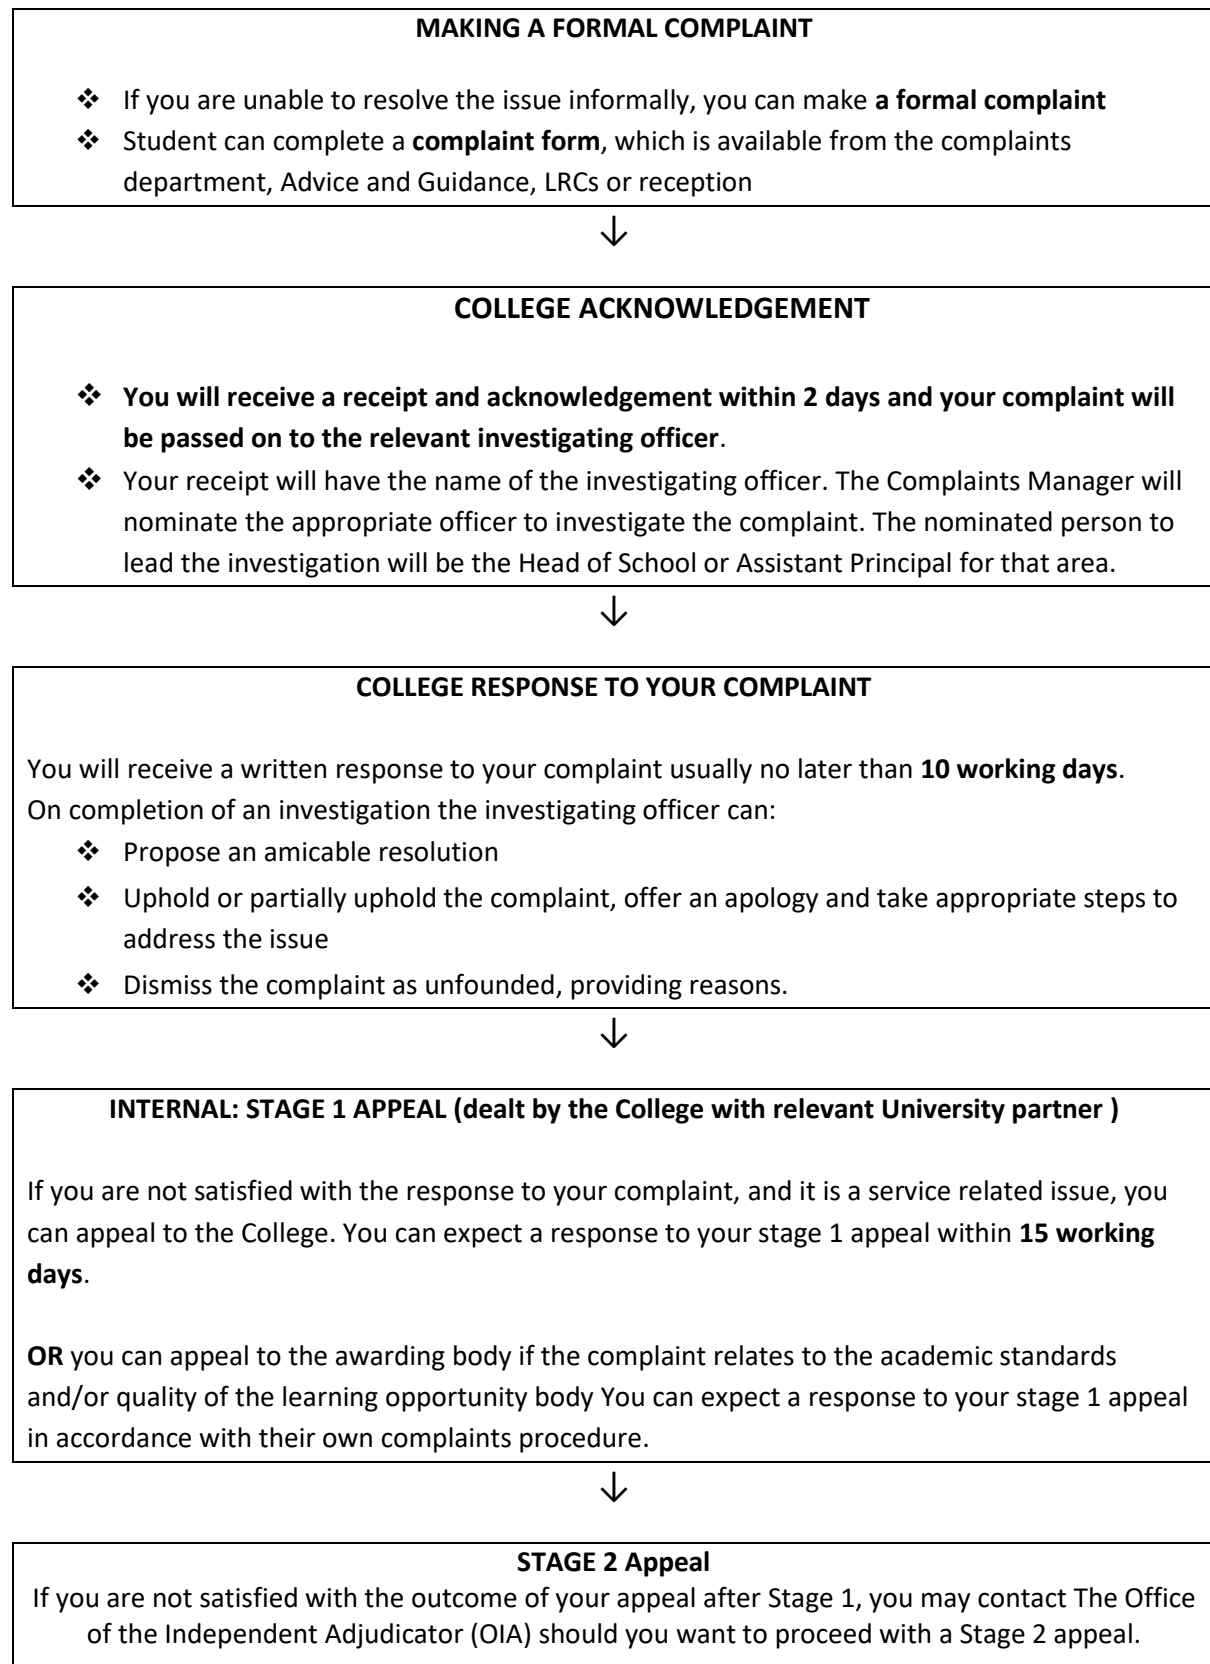 MAKING A FORMAL COMPLAINT
❖ If you are unable to resolve the issue informally, you can make a formal complaint
❖ Student can complete a complaint form, which is available from the complaints
department, Advice and Guidance, LRCs or reception
↓
COLLEGE ACKNOWLEDGEMENT
❖ You will receive a receipt and acknowledgement within 2 days and your complaint will
be passed on to the relevant investigating officer.
❖ Your receipt will have the name of the investigating officer. The Complaints Manager will
nominate the appropriate officer to investigate the complaint. The nominated person to
lead the investigation will be the Head of School or Assistant Principal for that area.
↓
COLLEGE RESPONSE TO YOUR COMPLAINT
You will receive a written response to your complaint usually no later than 10 working days.
On completion of an investigation the investigating officer can:
❖ Propose an amicable resolution
❖ Uphold or partially uphold the complaint, offer an apology and take appropriate steps to
address the issue
❖ Dismiss the complaint as unfounded, providing reasons.
↓
INTERNAL: STAGE 1 APPEAL (dealt by the College with relevant University partner )
If you are not satisfied with the response to your complaint, and it is a service related issue, you
can appeal to the College. You can expect a response to your stage 1 appeal within 15 working
days.
OR you can appeal to the awarding body if the complaint relates to the academic standards
and/or quality of the learning opportunity body You can expect a response to your stage 1 appeal
in accordance with their own complaints procedure.
↓
STAGE 2 Appeal
If you are not satisfied with the outcome of your appeal after Stage 1, you may contact The Office
of the Independent Adjudicator (OIA) should you want to proceed with a Stage 2 appeal.